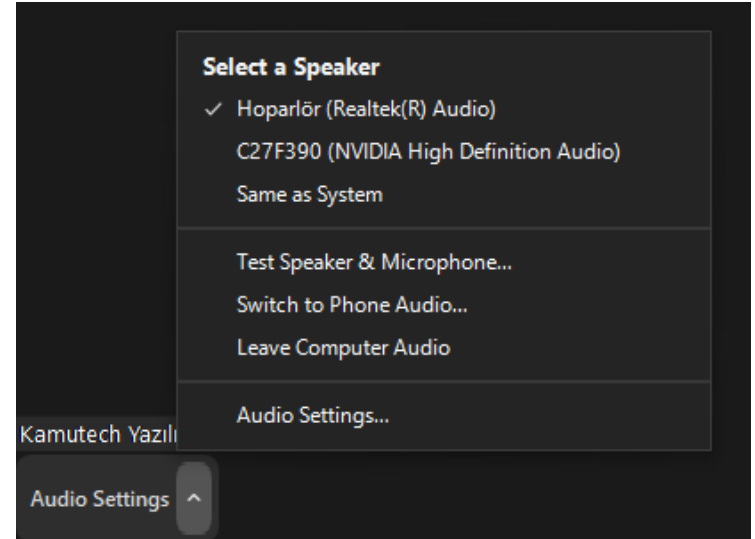 Select a Speaker
Hoparlör (Realtek(R) Audio)
C27F390 (NVIDIA High Definition Audio)
Same as System
Test Speaker & Microphone...
Switch to Phone Audio...
Leave Computer Audio
Audio Settings...
Kamutech
Audio Settings